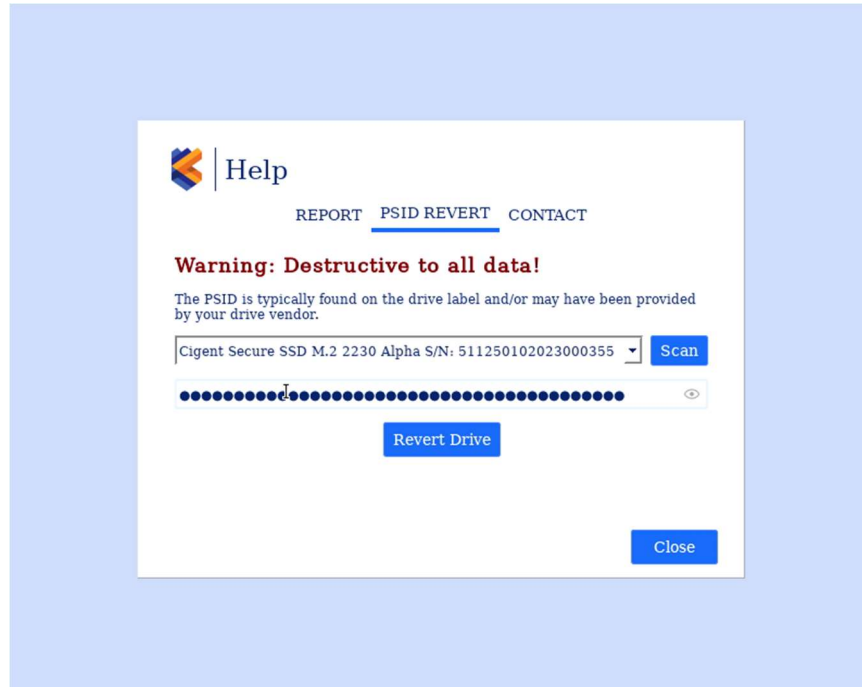 Help
REPORT PSID REVERT CONTACT
Warning: Destructive to all data!
The PSID is typically found on the drive label and/or may have been provided
by your drive vendor.
Cigent Secure SSD M.2 2230 Alpha S/N: 511250102023000355 Scan
Revert Drive
Close